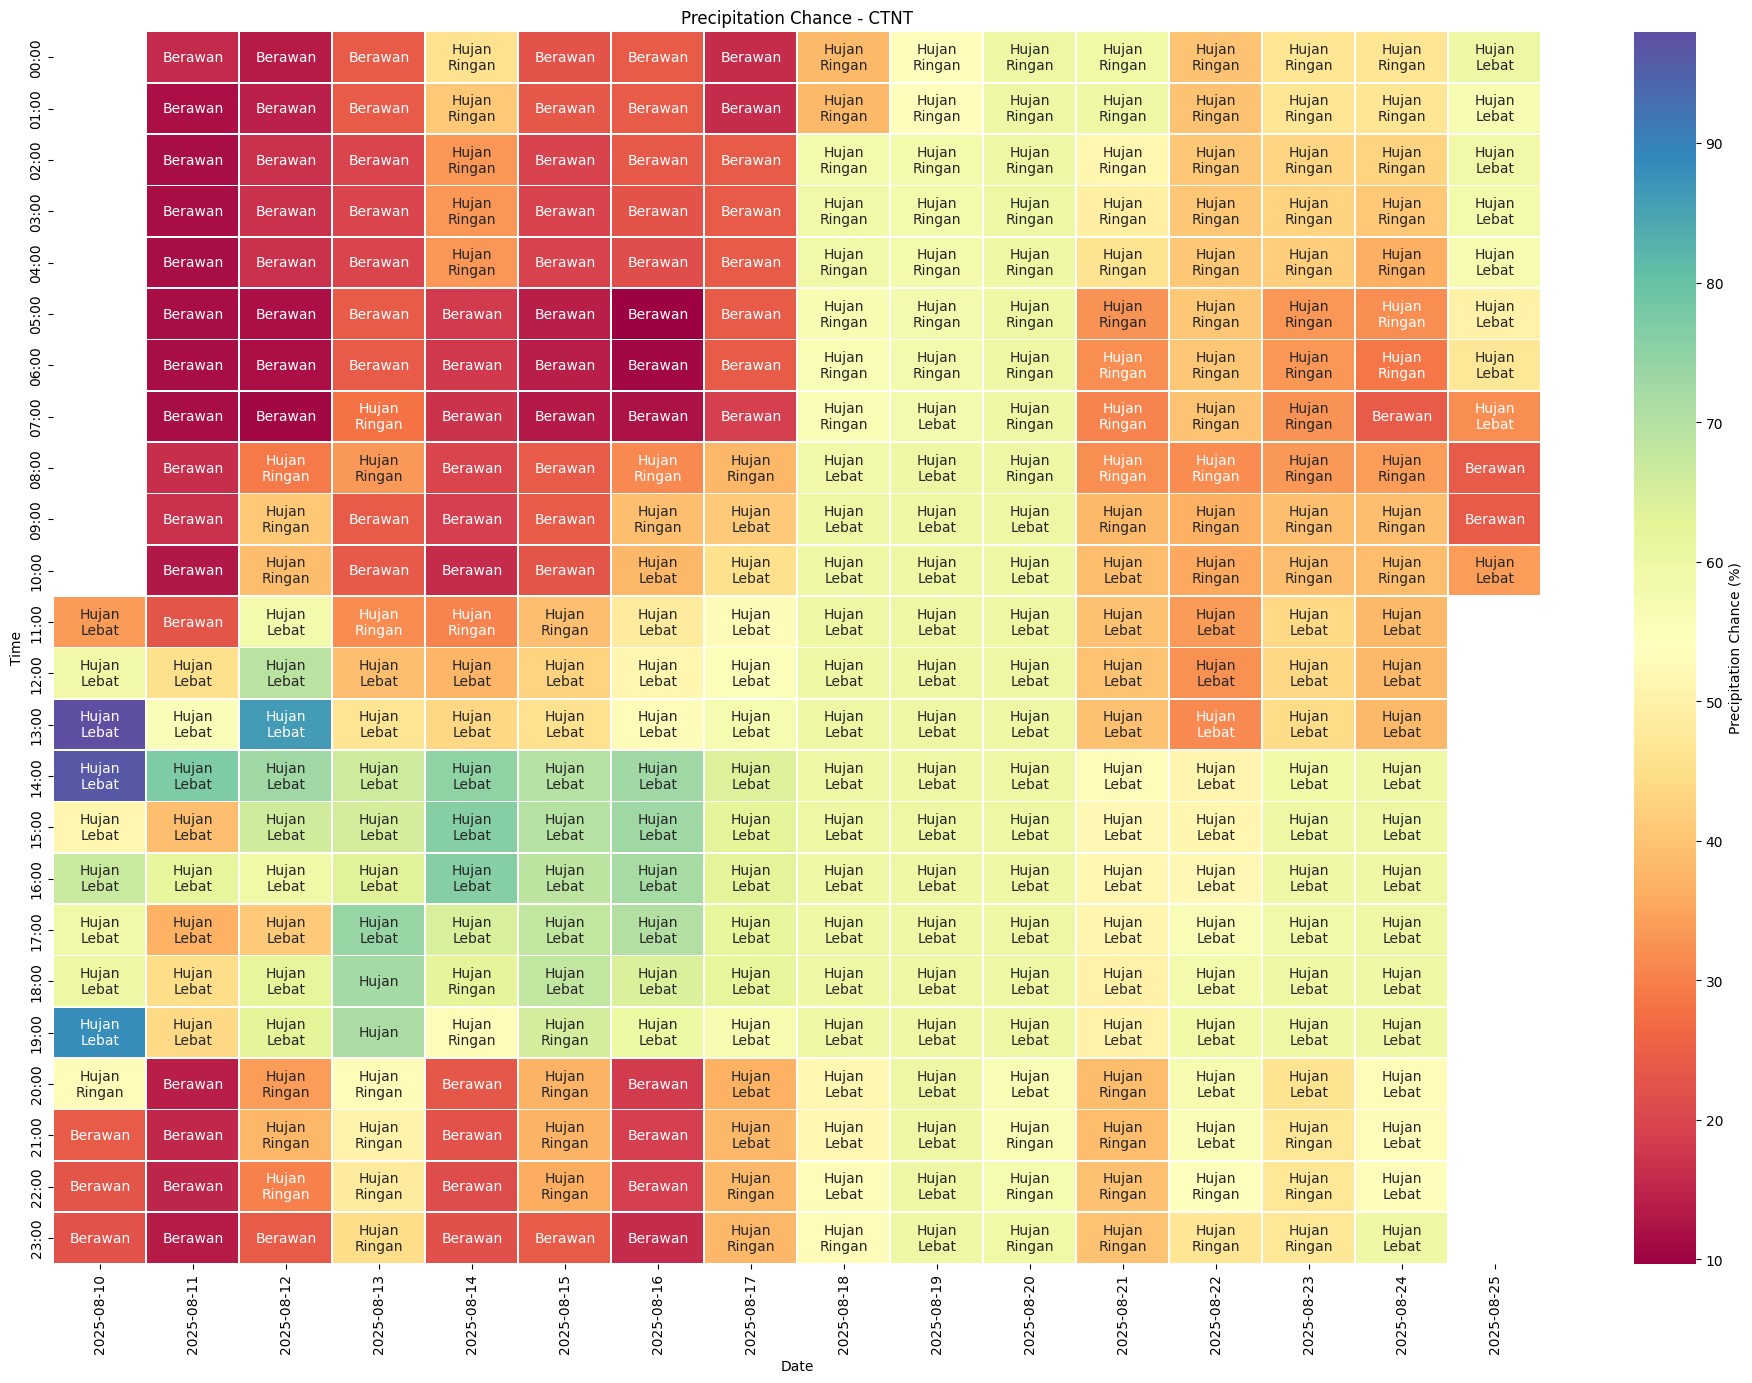 Precipitation Chance - CTNT
00:00 Berawan Berawan Berawan Hujan Ringan Berawan Berawan Berawan Hujan Ringan Hujan Ringan Hujan Ringan Hujan Ringan Hujan Ringan Hujan Ringan Hujan Ringan Hujan Lebat
01:00 Berawan Berawan Berawan Hujan Ringan Berawan Berawan Berawan Hujan Ringan Hujan Ringan Hujan Ringan Hujan Ringan Hujan Ringan Hujan Ringan Hujan Ringan Hujan Lebat
02:00 Berawan Berawan Berawan Hujan Ringan Berawan Berawan Berawan Hujan Ringan Hujan Ringan Hujan Ringan Hujan Ringan Hujan Ringan Hujan Ringan Hujan Ringan Hujan Lebat
03:00 Berawan Berawan Berawan Hujan Ringan Berawan Berawan Berawan Hujan Ringan Hujan Ringan Hujan Ringan Hujan Ringan Hujan Ringan Hujan Ringan Hujan Ringan Hujan Lebat
04:00 Berawan Berawan Berawan Hujan Ringan Berawan Berawan Berawan Hujan Ringan Hujan Ringan Hujan Ringan Hujan Ringan Hujan Ringan Hujan Ringan Hujan Ringan Hujan Lebat
05:00 Berawan Berawan Berawan Berawan Berawan Berawan Berawan Hujan Ringan Hujan Ringan Hujan Ringan Hujan Ringan Hujan Ringan Hujan Ringan Hujan Ringan Hujan Lebat
06:00 Berawan Berawan Berawan Berawan Berawan Berawan Berawan Hujan Ringan Hujan Ringan Hujan Ringan Hujan Ringan Hujan Ringan Hujan Ringan Hujan Ringan Hujan Lebat
07:00 Berawan Berawan Hujan Ringan Berawan Berawan Berawan Berawan Hujan Ringan Hujan Lebat Hujan Ringan Hujan Ringan Hujan Ringan Hujan Ringan Berawan Hujan Lebat
08:00 Berawan Hujan Ringan Hujan Ringan Berawan Berawan Hujan Ringan Hujan Ringan Hujan Lebat Hujan Lebat Hujan Ringan Hujan Ringan Hujan Ringan Hujan Ringan Hujan Ringan Berawan
09:00 Berawan Hujan Ringan Berawan Berawan Berawan Hujan Ringan Hujan Lebat Hujan Lebat Hujan Lebat Hujan Lebat Hujan Ringan Hujan Ringan Hujan Ringan Hujan Ringan Berawan
10:00 Berawan Hujan Ringan Berawan Berawan Berawan Hujan Lebat Hujan Lebat Hujan Lebat Hujan Lebat Hujan Lebat Hujan Lebat Hujan Ringan Hujan Ringan Hujan Ringan Hujan Lebat
11:00 Hujan Lebat Berawan Hujan Lebat Hujan Ringan Hujan Ringan Hujan Ringan Hujan Lebat Hujan Lebat Hujan Lebat Hujan Lebat Hujan Lebat Hujan Lebat Hujan Lebat Hujan Lebat Hujan Lebat
12:00 Hujan Lebat Hujan Lebat Hujan Lebat Hujan Lebat Hujan Lebat Hujan Lebat Hujan Lebat Hujan Lebat Hujan Lebat Hujan Lebat Hujan Lebat Hujan Lebat Hujan Lebat Hujan Lebat Hujan Lebat
13:00 Hujan Lebat Hujan Lebat Hujan Lebat Hujan Lebat Hujan Lebat Hujan Lebat Hujan Lebat Hujan Lebat Hujan Lebat Hujan Lebat Hujan Lebat Hujan Lebat Hujan Lebat Hujan Lebat Hujan Lebat
14:00 Hujan Lebat Hujan Lebat Hujan Lebat Hujan Lebat Hujan Lebat Hujan Lebat Hujan Lebat Hujan Lebat Hujan Lebat Hujan Lebat Hujan Lebat Hujan Lebat Hujan Lebat Hujan Lebat Hujan Lebat
15:00 Hujan Lebat Hujan Lebat Hujan Lebat Hujan Lebat Hujan Lebat Hujan Lebat Hujan Lebat Hujan Lebat Hujan Lebat Hujan Lebat Hujan Lebat Hujan Lebat Hujan Lebat Hujan Lebat Hujan Lebat
16:00 Hujan Lebat Hujan Lebat Hujan Lebat Hujan Lebat Hujan Lebat Hujan Lebat Hujan Lebat Hujan Lebat Hujan Lebat Hujan Lebat Hujan Lebat Hujan Lebat Hujan Lebat Hujan Lebat Hujan Lebat
17:00 Hujan Lebat Hujan Lebat Hujan Lebat Hujan Lebat Hujan Lebat Hujan Lebat Hujan Lebat Hujan Lebat Hujan Lebat Hujan Lebat Hujan Lebat Hujan Lebat Hujan Lebat Hujan Lebat Hujan Lebat
18:00 Hujan Lebat Hujan Lebat Hujan Lebat Hujan Hujan Ringan Hujan Lebat Hujan Lebat Hujan Lebat Hujan Lebat Hujan Lebat Hujan Lebat Hujan Lebat Hujan Lebat Hujan Lebat Hujan Lebat
19:00 Hujan Lebat Hujan Lebat Hujan Lebat Hujan Hujan Ringan Hujan Ringan Hujan Lebat Hujan Lebat Hujan Lebat Hujan Lebat Hujan Lebat Hujan Lebat Hujan Lebat Hujan Lebat Hujan Lebat
20:00 Hujan Ringan Berawan Hujan Ringan Hujan Ringan Berawan Hujan Ringan Berawan Hujan Lebat Hujan Lebat Hujan Lebat Hujan Lebat Hujan Ringan Hujan Lebat Hujan Lebat Hujan Lebat
21:00 Berawan Berawan Hujan Ringan Hujan Ringan Berawan Hujan Ringan Berawan Hujan Lebat Hujan Lebat Hujan Lebat Hujan Ringan Hujan Ringan Hujan Lebat Hujan Ringan Hujan Lebat
22:00 Berawan Berawan Hujan Ringan Hujan Ringan Berawan Hujan Ringan Berawan Hujan Ringan Hujan Lebat Hujan Lebat Hujan Ringan Hujan Ringan Hujan Ringan Hujan Ringan Hujan Lebat
23:00 Berawan Berawan Berawan Hujan Ringan Berawan Berawan Berawan Hujan Ringan Hujan Ringan Hujan Lebat Hujan Ringan Hujan Ringan Hujan Ringan Hujan Ringan Hujan Lebat
Time
2025-08-10 2025-08-11 2025-08-12 2025-08-13 2025-08-14 2025-08-15 2025-08-16 2025-08-17 2025-08-18 2025-08-19 2025-08-20 2025-08-21 2025-08-22 2025-08-23 2025-08-24 2025-08-25
Date
90
80
70
60
50
40
30
20
10
Precipitation Chance (%)